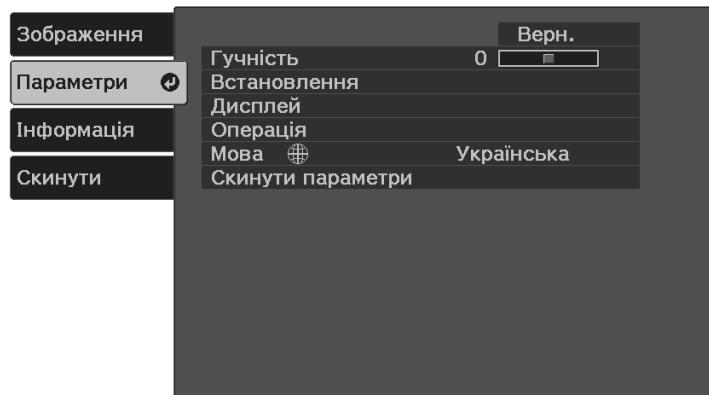 Зображення
Параметри
Інформація
Скинути
Верн.
Гучність 0
Встановлення
Дисплей
Операція
Мова Українська
Скинути параметри